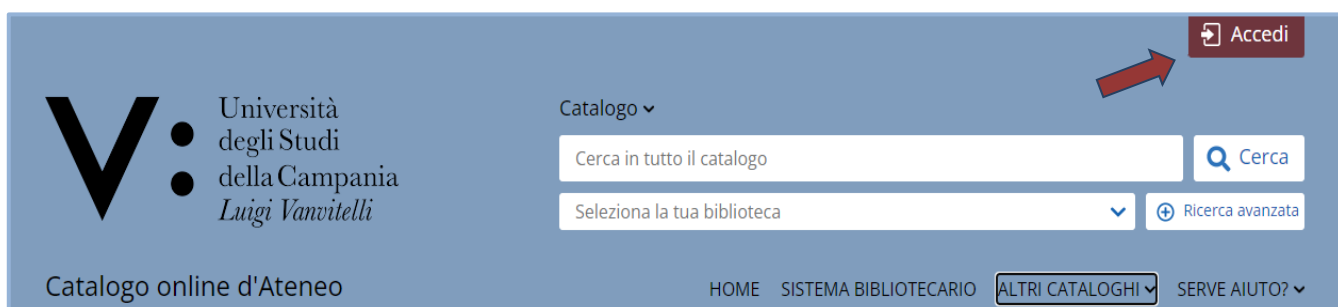 Accedi
Università
degli Studi
della Campania
Luigi Vanvitelli
Catalogo
Cerca in tutto il catalogo
Cerca
Seleziona la tua biblioteca
Ricerca avanzata
Catalogo online d'Ateneo
HOME SISTEMA BIBLIOTECARIO ALTRI CATALOGHI SERVE AIUTO?